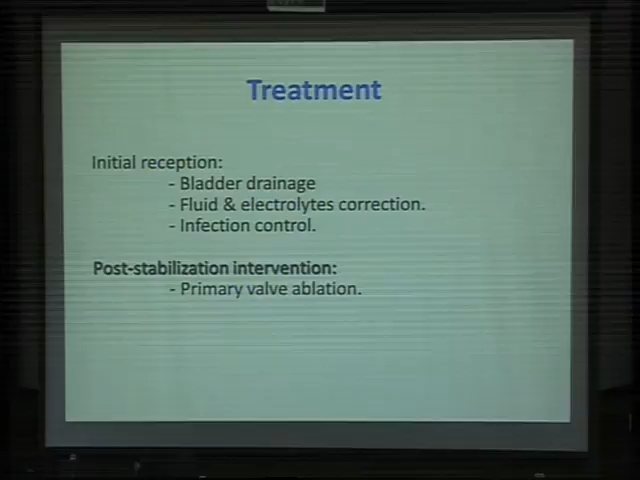 Treatment
Initial reception:
- Bladder drainage
- Fluid & electrolytes correction.
- Infection control.
Post-stabilization intervention:
- Primary valve ablation.